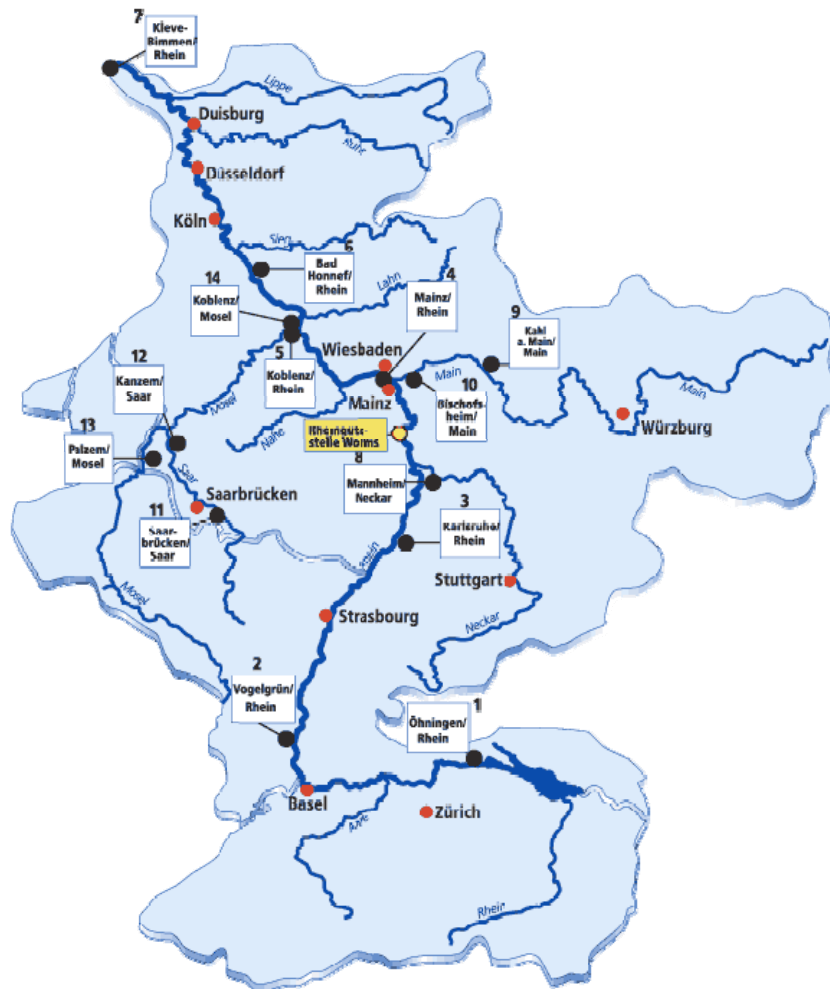 7
Kleve-
Bimmen/
Rhein
Lippe
Duisburg
Ruhr
Düsseldorf
Köln
Sieg
6
Bad
Honnef/
Rhein
14
Koblenz/
Mosel
Lahn
4
Mainz/
Rhein
9
Kahl
a. Main/
Main
12
Kanzem/
Saar
5
Koblenz/
Rhein
Wiesbaden
Main
10
Bischofs-
heim/
Main
Main
Mainz
Mosel
Nahe
Würzburg
13
Palzem/
Mosel
Rheingüte-
stelle Worms
8
Mannheim/
Neckar
Saar
Saarbrücken
11
Saar-
brücken/
Saar
3
Karlsruhe/
Rhein
Rhein
Stuttgart
Mosel
Strasbourg
Neckar
2
Vogelgrün/
Rhein
1
Öhningen/
Rhein
Basel
Aare
Zürich
Rhein